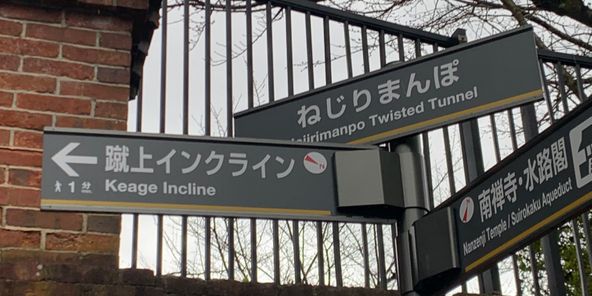 ねじりまんぽ
Nejirimanpo Twisted Tunnel
蹴上インクライン
1分
Keage Incline
N
南禅寺・水路閣
Nanzenji Temple / Suirokaku Aqueduct